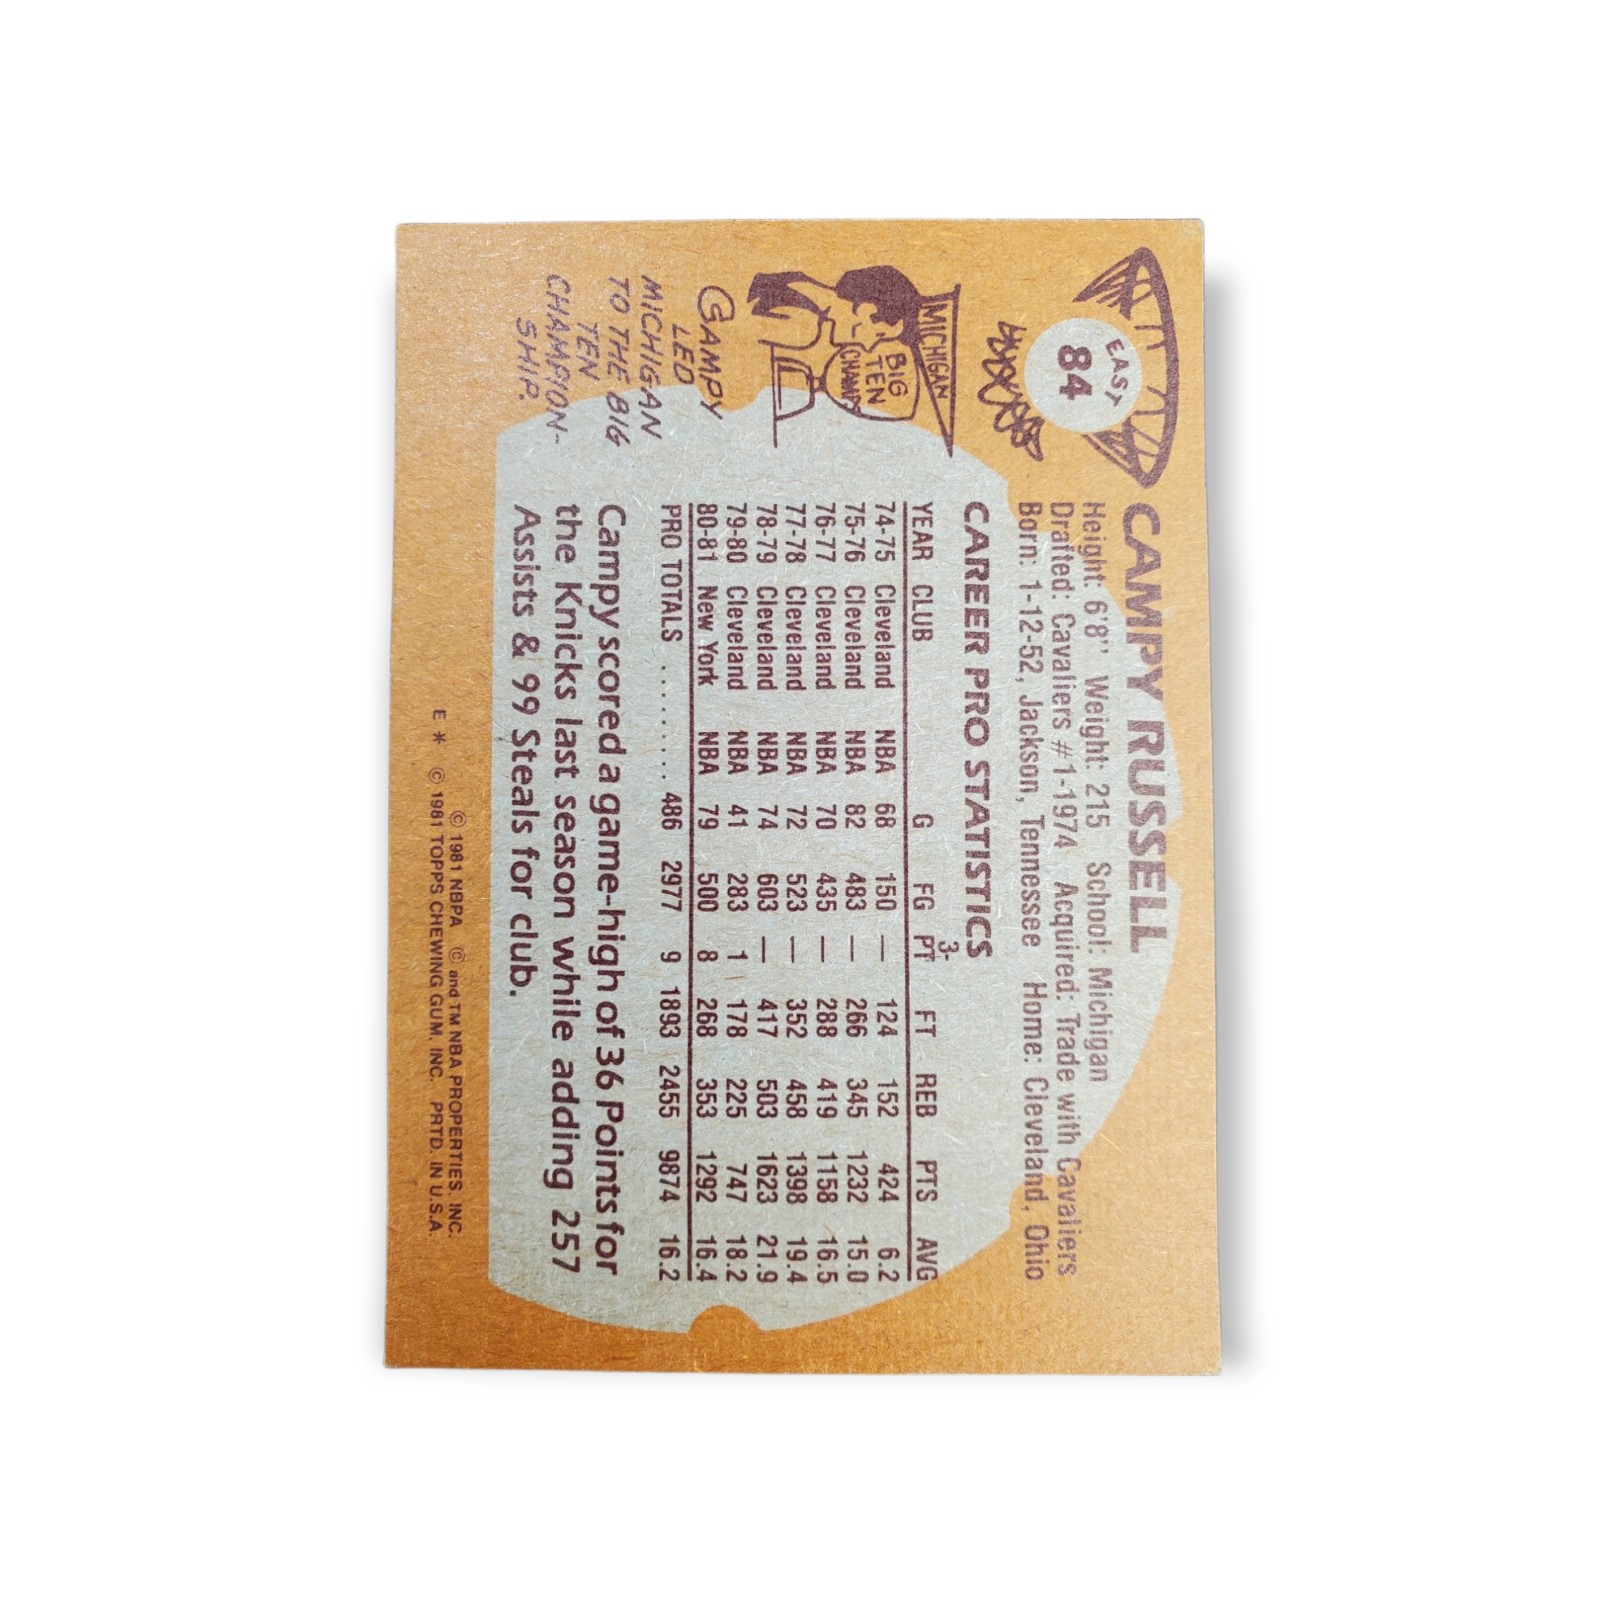 EAST
84
CAMPY RUSSELL
Height: 6'8" Weight: 215 School: Michigan
Drafted: Cavaliers #1-1974 Acquired: Trade with Cavaliers
Born: 1-12-52, Jackson, Tennessee Home: Cleveland, Ohio
CAREER PRO STATISTICS
YEAR CLUB G FG 3-PT FT REB PTS AVG
74-75 Cleveland NBA 68 150 — 124 152 424 6.2
75-76 Cleveland NBA 82 483 — 266 345 1232 15.0
76-77 Cleveland NBA 70 435 — 288 419 1158 16.5
77-78 Cleveland NBA 72 523 — 352 458 1398 19.4
78-79 Cleveland NBA 74 603 — 417 503 1623 21.9
79-80 Cleveland NBA 41 283 1 178 225 747 18.2
80-81 New York NBA 79 500 8 268 353 1292 16.4
PRO TOTALS .......... 486 2977 9 1893 2455 9874 16.2
Campy scored a game-high of 36 Points for
the Knicks last season while adding 257
Assists & 99 Steals for club.
MICHIGAN
BIG
TEN
CHAMPS
CAMPY
LED
MICHIGAN
TO THE BIG
TEN
CHAMPION-
SHIP.
© 1981 NBPA © and TM NBA PROPERTIES, INC.
E * © 1981 TOPPS CHEWING GUM, INC. PRTD. IN U.S.A.